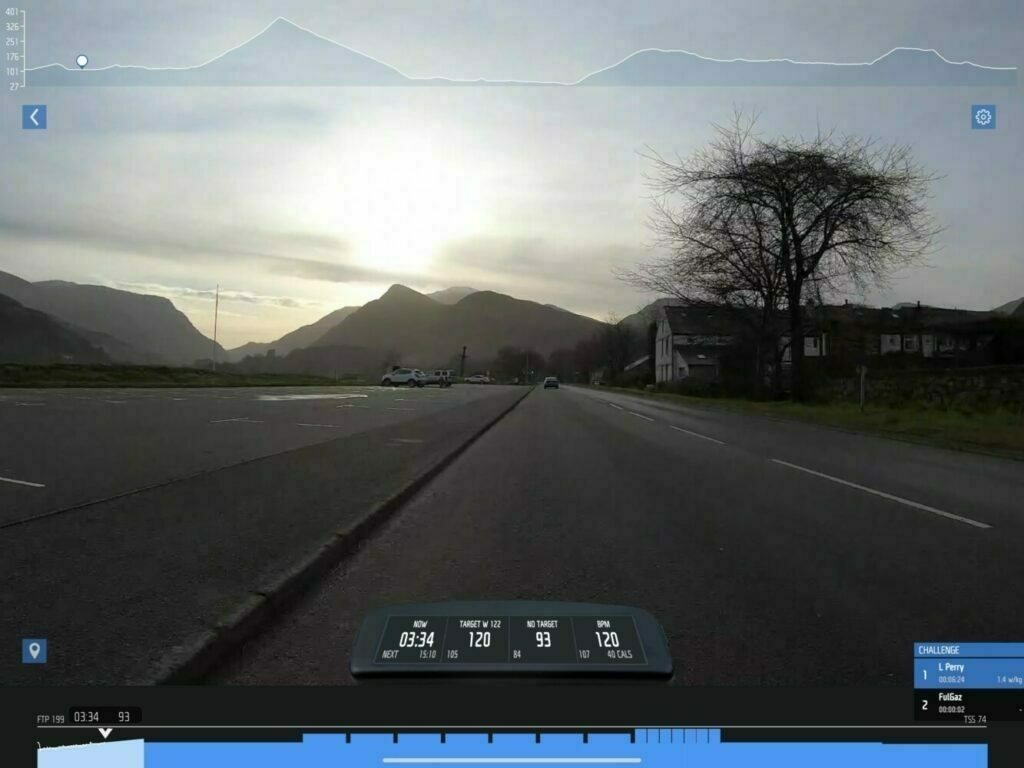 401
326
251
176
101
27
NOW
03:34
NEXT 15:10
TARGET W 122
120
105
NO TARGET
93
84
BPM
120
107 40 CALS
CHALLENGE
1 L Perry
00:06:24 1.4 w/kg
2 FulGaz
00:00:02 -
FTP 199 03:34 93
TSS 74